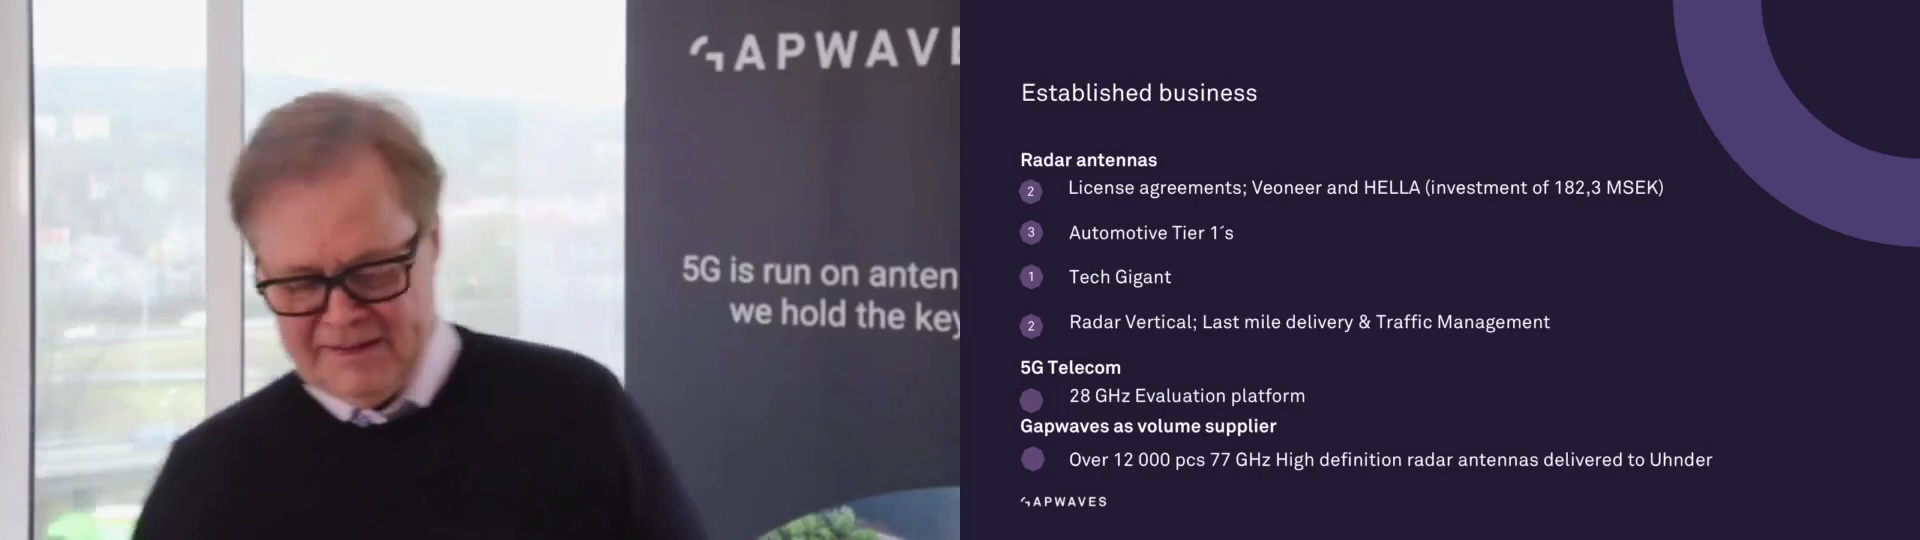 GAPWAVE
5G is run on anten
we hold the key
Established business
Radar antennas
2 License agreements; Veoneer and HELLA (investment of 182,3 MSEK)
3 Automotive Tier 1´s
1 Tech Gigant
2 Radar Vertical; Last mile delivery & Traffic Management
5G Telecom
28 GHz Evaluation platform
Gapwaves as volume supplier
Over 12 000 pcs 77 GHz High definition radar antennas delivered to Uhnder
GAPWAVES